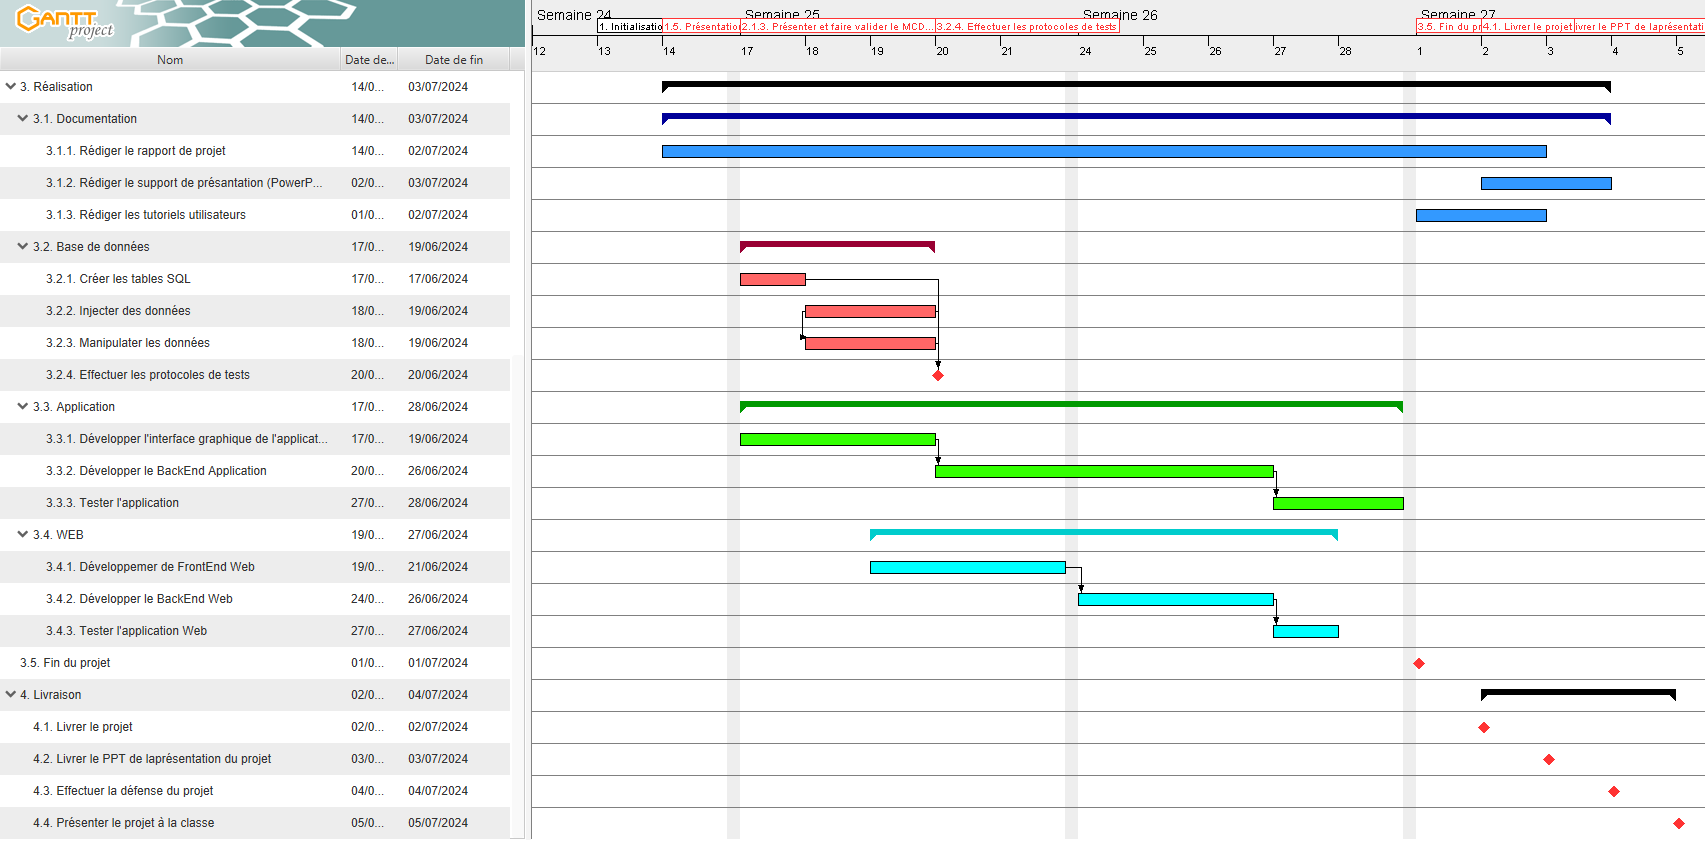 GANTT
project
Semaine 24
Semaine 25
Semaine 26
Semaine 27
1. Initialisatio
1.5. Présentation
2.1.3. Présenter et faire valider le MCD...
3.2.4. Effectuer les protocoles de tests
3.5. Fin du pr
4.1. Livrer le projet
ivrer le PPT de laprésentati
12 13 14 17 18 19 20 21 24 25 26 27 28 1 2 3 4 5
Nom Date de... Date de fin
3. Réalisation 14/0... 03/07/2024
3.1. Documentation 14/0... 03/07/2024
3.1.1. Rédiger le rapport de projet 14/0... 02/07/2024
3.1.2. Rédiger le support de présantation (PowerP... 02/0... 03/07/2024
3.1.3. Rédiger les tutoriels utilisateurs 01/0... 02/07/2024
3.2. Base de données 17/0... 19/06/2024
3.2.1. Créer les tables SQL 17/0... 17/06/2024
3.2.2. Injecter des données 18/0... 19/06/2024
3.2.3. Manipulater les données 18/0... 19/06/2024
3.2.4. Effectuer les protocoles de tests 20/0... 20/06/2024
3.3. Application 17/0... 28/06/2024
3.3.1. Développer l'interface graphique de l'applicat... 17/0... 19/06/2024
3.3.2. Développer le BackEnd Application 20/0... 26/06/2024
3.3.3. Tester l'application 27/0... 28/06/2024
3.4. WEB 19/0... 27/06/2024
3.4.1. Développemer de FrontEnd Web 19/0... 21/06/2024
3.4.2. Développer le BackEnd Web 24/0... 26/06/2024
3.4.3. Tester l'application Web 27/0... 27/06/2024
3.5. Fin du projet 01/0... 01/07/2024
4. Livraison 02/0... 04/07/2024
4.1. Livrer le projet 02/0... 02/07/2024
4.2. Livrer le PPT de laprésentation du projet 03/0... 03/07/2024
4.3. Effectuer la défense du projet 04/0... 04/07/2024
4.4. Présenter le projet à la classe 05/0... 05/07/2024